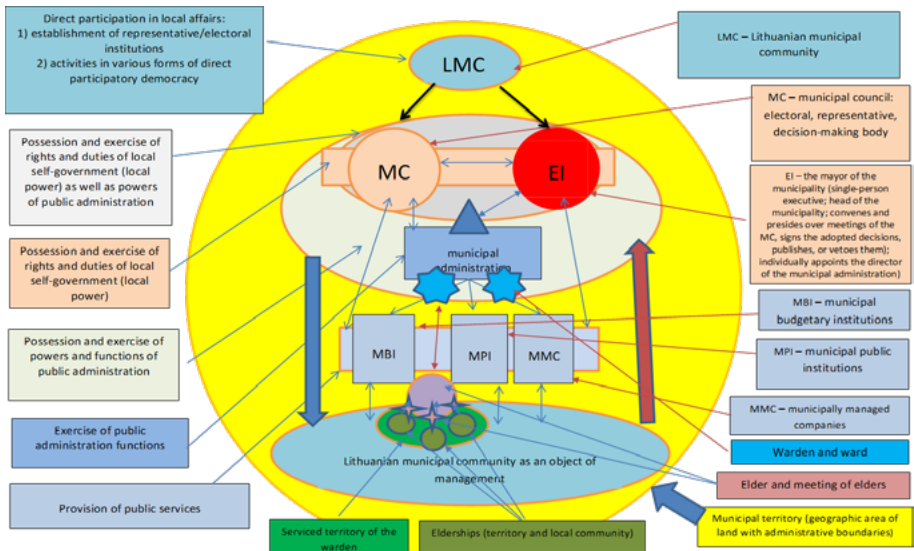 Direct participation in local affairs:
1) establishment of representative/electoral
institutions
2) activities in various forms of direct
participatory democracy
Possession and exercise of
rights and duties of local
self-government (local
power) as well as powers
of public administration
Possession and exercise of
rights and duties of local
self-government (local
power)
Possession and exercise of
powers and functions of
public administration
Exercise of public
administration functions
Provision of public services
LMC
MC
EI
municipal
administration
MBI
MPI
MMC
Lithuanian municipal community as an object of
management
Serviced territory of the
warden
Elderships (territory and local community)
LMC – Lithuanian municipal
community
MC – municipal council:
electoral, representative,
decision-making body
EI – the mayor of the
municipality (single-person
executive; head of the
municipality; convenes and
presides over meetings of the
MC, signs the adopted decisions,
publishes, or vetoes them);
individually appoints the director
of the municipal administration)
MBI – municipal
budgetary institutions
MPI – municipal public
institutions
MMC – municipally managed
companies
Warden and ward
Elder and meeting of elders
Municipal territory (geographic area of
land with administrative boundaries)